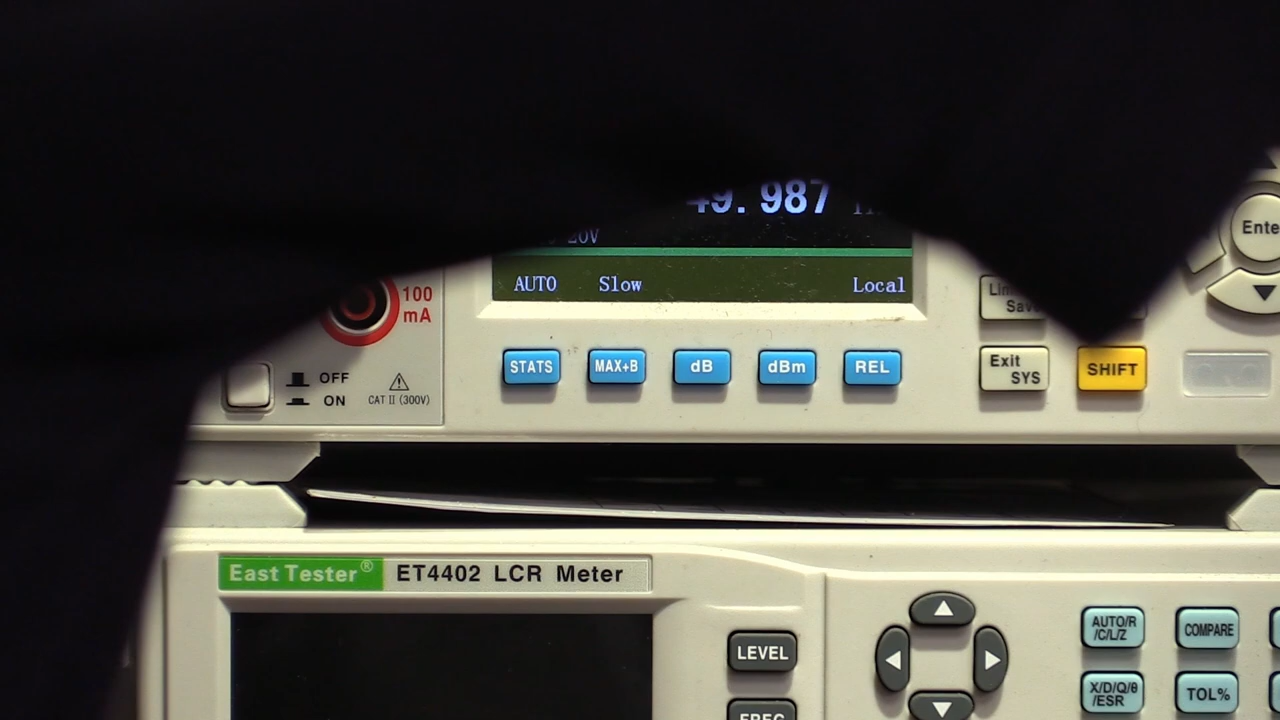 49.987
20V
AUTO Slow Local
100
mA
OFF
ON
CAT II (300V)
STATS MAX+B dB dBm REL
Exit
SYS
SHIFT
East Tester® ET4402 LCR Meter
LEVEL
AUTO/R
/C/L/Z
COMPARE
X/D/Q/θ
/ESR
TOL%